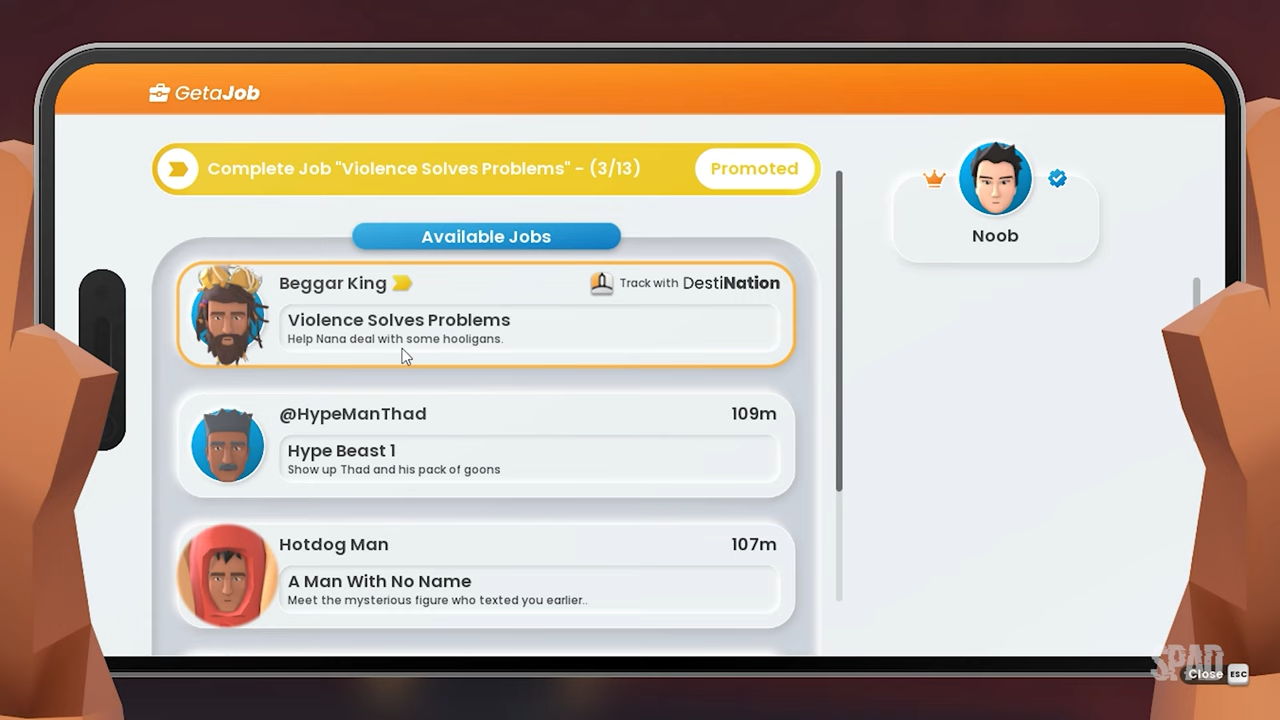 GetaJob
Complete Job "Violence Solves Problems" - (3/13)
Promoted
Noob
Available Jobs
Beggar King
Track with DestiNation
Violence Solves Problems
Help Nana deal with some hooligans.
@HypeManThad
109m
Hype Beast 1
Show up Thad and his pack of goons
Hotdog Man
107m
A Man With No Name
Meet the mysterious figure who texted you earlier..
SPAD
Close ESC